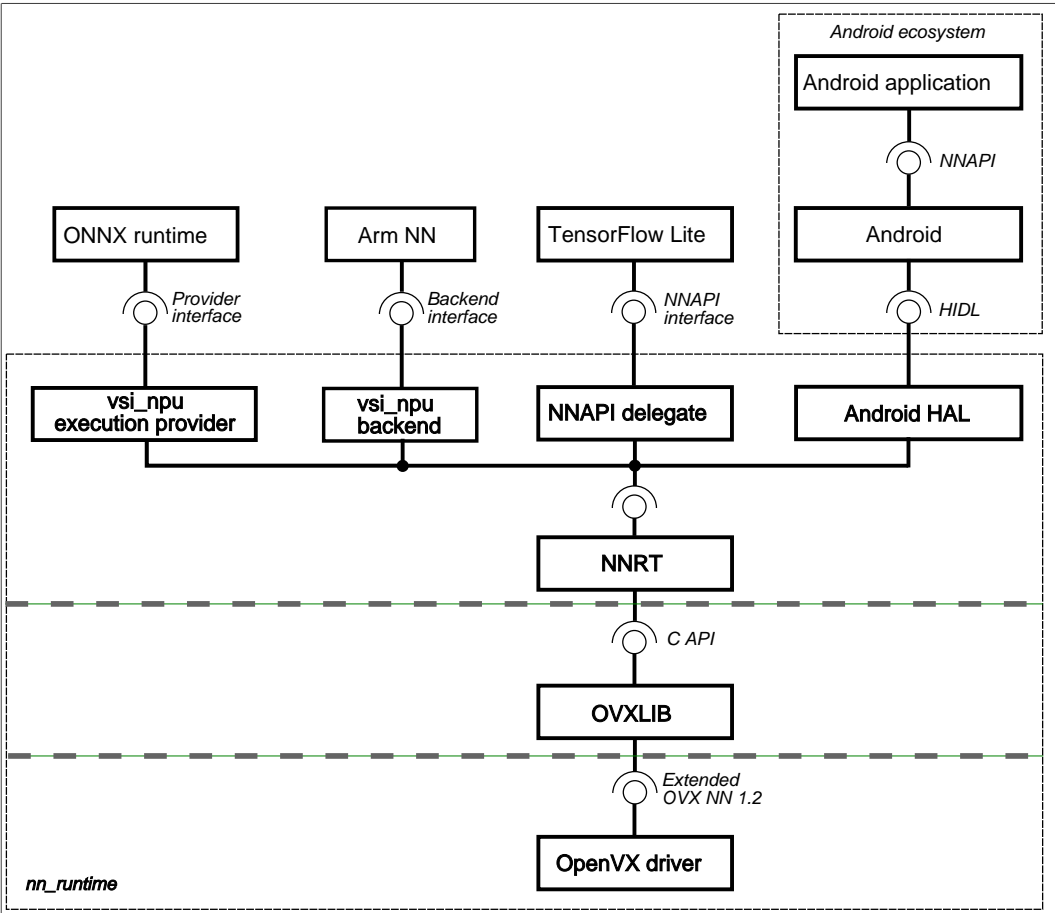 Android ecosystem
Android application
NNAPI
ONNX runtime
Arm NN
TensorFlow Lite
Android
Provider
interface
Backend
interface
NNAPI
interface
HIDL
vsi_npu
execution provider
vsi_npu
backend
NNAPI delegate
Android HAL
NNRT
C API
OVXLIB
Extended
OVX NN 1.2
OpenVX driver
nn_runtime